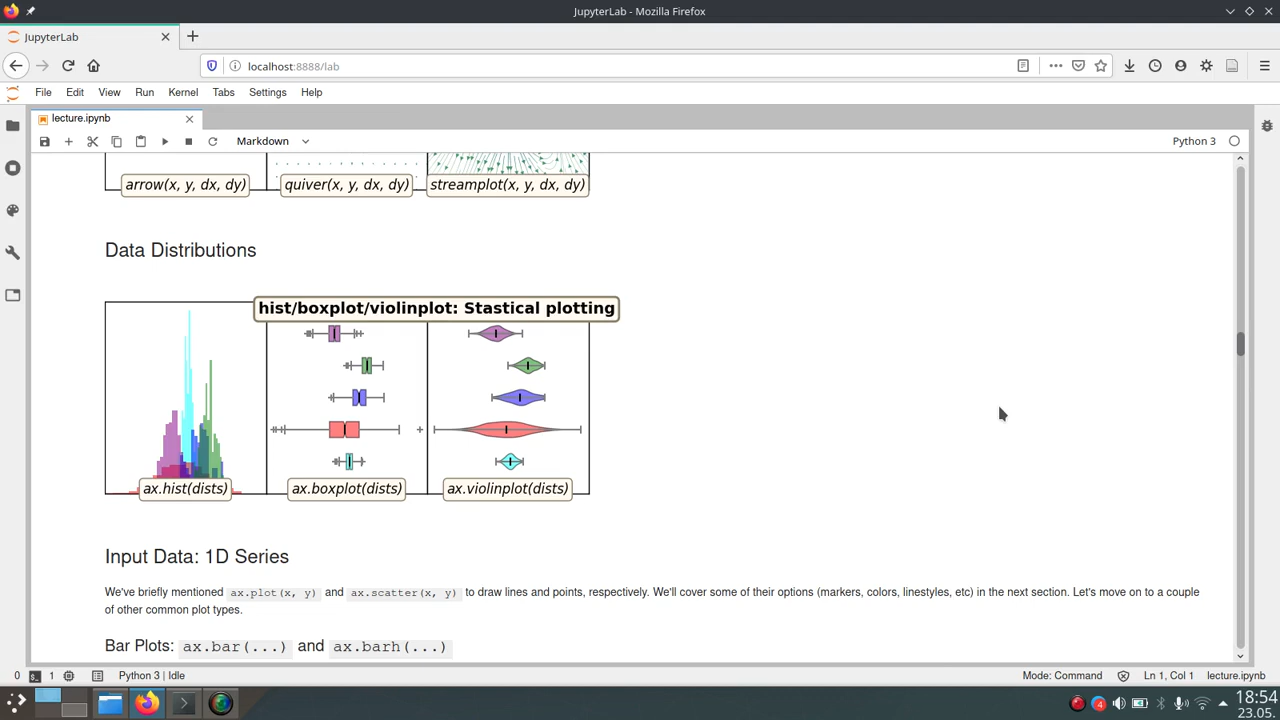 JupyterLab - Mozilla Firefox
JupyterLab
localhost:8888/lab
File Edit View Run Kernel Tabs Settings Help
lecture.ipynb
Markdown
Python 3
arrow(x, y, dx, dy) quiver(x, y, dx, dy) streamplot(x, y, dx, dy)
Data Distributions
hist/boxplot/violinplot: Stastical plotting
ax.hist(dists) ax.boxplot(dists) ax.violinplot(dists)
Input Data: 1D Series
We've briefly mentioned ax.plot(x, y) and ax.scatter(x, y) to draw lines and points, respectively. We'll cover some of their options (markers, colors, linestyles, etc) in the next section. Let's move on to a couple
of other common plot types.
Bar Plots: ax.bar(...) and ax.barh(...)
0 1 Python 3 | Idle Mode: Command Ln 1, Col 1 lecture.ipynb
4
18:54
23.05.